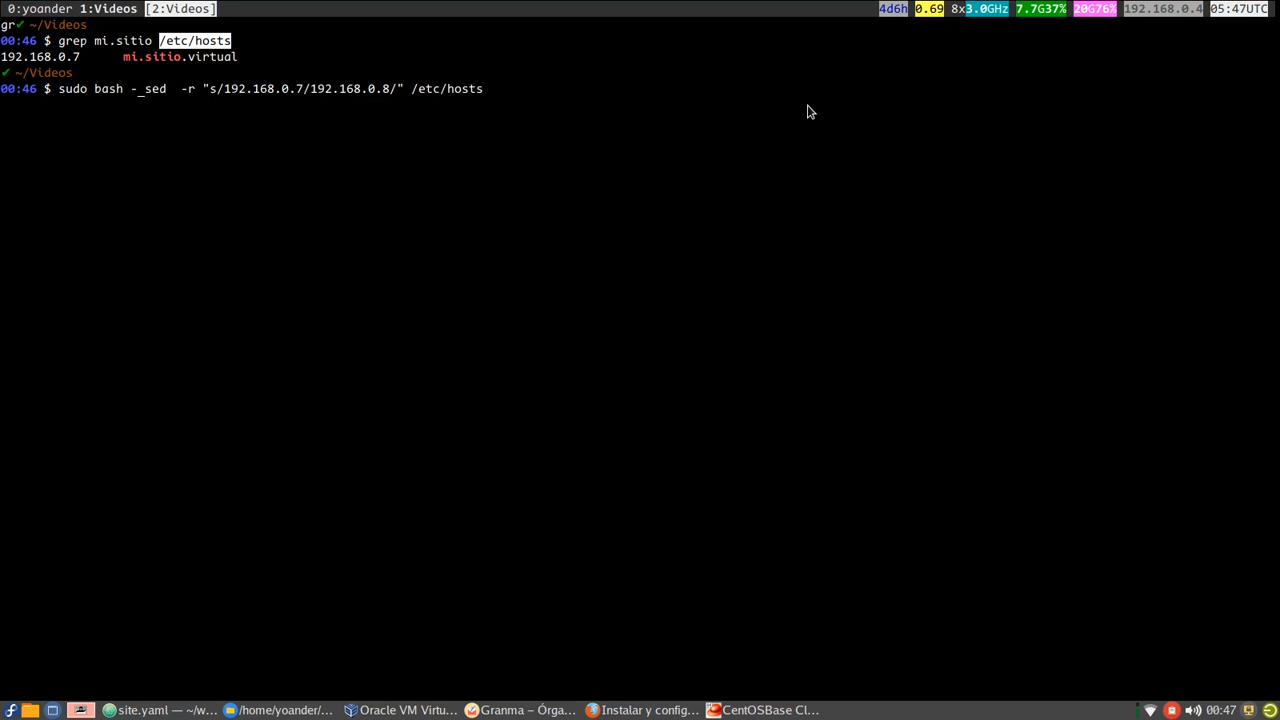 0:yoander 1:Videos [2:Videos] 4d6h 0.69 8x3.0GHz 7.7G37% 20G76% 192.168.0.4 05:47UTC
gr✔ ~/Videos
00:46 $ grep mi.sitio /etc/hosts
192.168.0.7 mi.sitio.virtual
✔ ~/Videos
00:46 $ sudo bash -_sed -r "s/192.168.0.7/192.168.0.8/" /etc/hosts
site.yaml — ~/w... /home/yoander/... Oracle VM Virtu... Granma – Órga... Instalar y config... CentOSBase Cl... 00:47